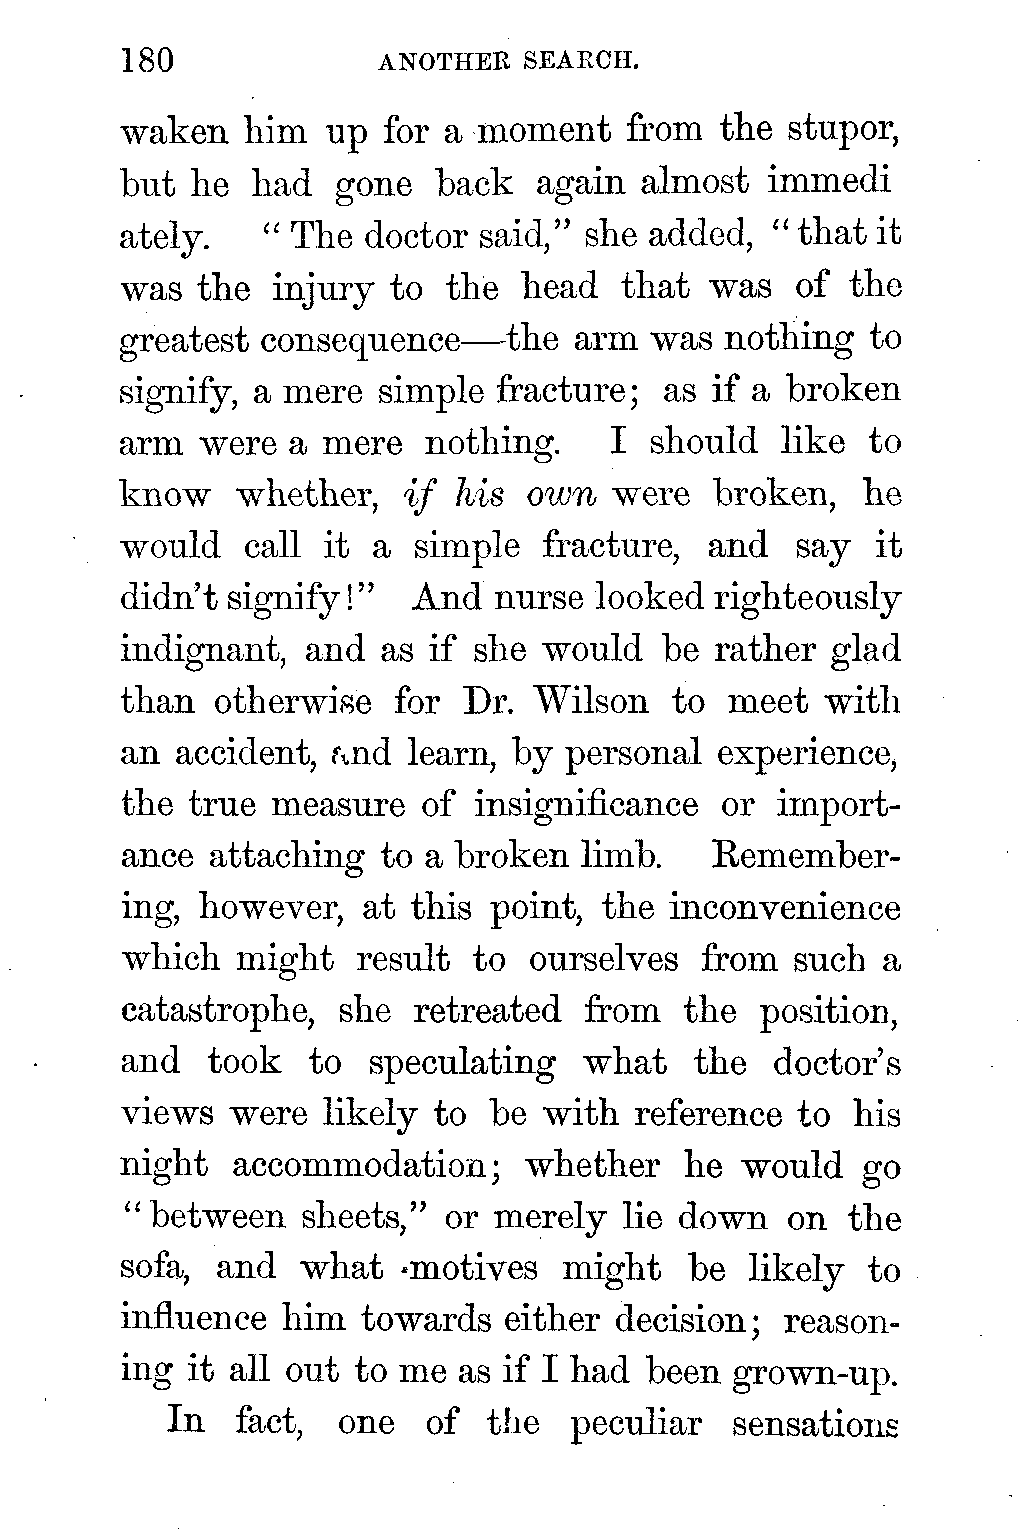 180 ANOTHER SEARCH.
waken him up for a moment from the stupor,
but he had gone back again almost immedi
ately. “ The doctor said,” she added, “ that it
was the injury to the head that was of the
greatest consequence—the arm was nothing to
signify, a mere simple fracture; as if a broken
arm were a mere nothing. I should like to
know whether, if his own were broken, he
would call it a simple fracture, and say it
didn’t signify!” And nurse looked righteously
indignant, and as if she would be rather glad
than otherwise for Dr. Wilson to meet with
an accident, and learn, by personal experience,
the true measure of insignificance or import-
ance attaching to a broken limb. Remember-
ing, however, at this point, the inconvenience
which might result to ourselves from such a
catastrophe, she retreated from the position,
and took to speculating what the doctor’s
views were likely to be with reference to his
night accommodation; whether he would go
“ between sheets,” or merely lie down on the
sofa, and what motives might be likely to
influence him towards either decision; reason-
ing it all out to me as if I had been grown-up.
In fact, one of the peculiar sensations